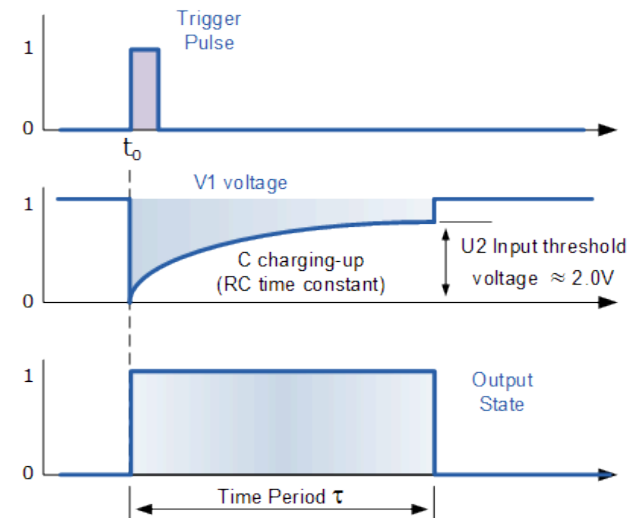 Trigger
Pulse
1
0
t₀
V1 voltage
1
C charging-up
(RC time constant)
U2 Input threshold
voltage ≈ 2.0V
0
1
Output
State
0
Time Period τ